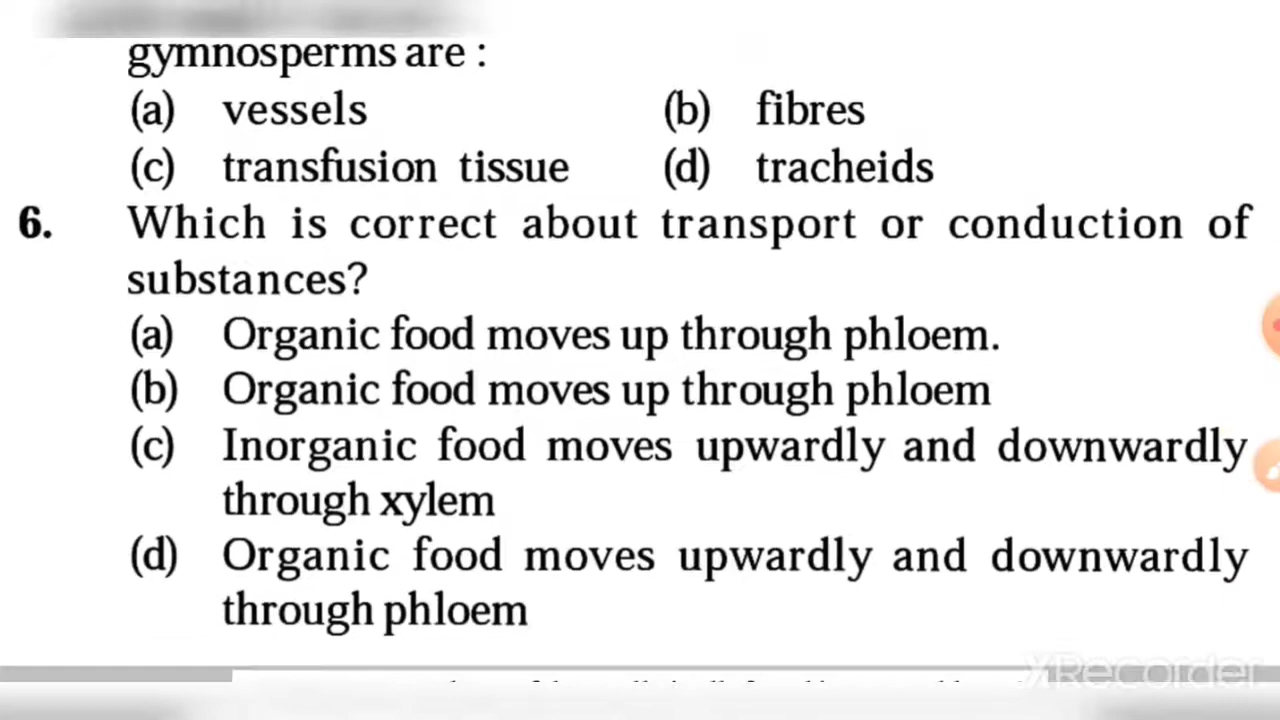 gymnosperms are :
(a) vessels (b) fibres
(c) transfusion tissue (d) tracheids
6. Which is correct about transport or conduction of
substances?
(a) Organic food moves up through phloem.
(b) Organic food moves up through phloem
(c) Inorganic food moves upwardly and downwardly
through xylem
(d) Organic food moves upwardly and downwardly
through phloem
XRecorder